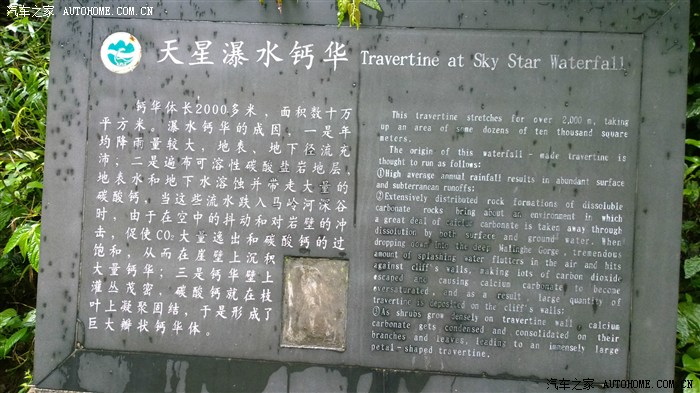 汽车之家 AUTOHOME.COM.CN
天星瀑水钙华
钙华体长2000多米，面积数十万
平方米。瀑水钙华的成因，一是年
均降雨量较大，地表、地下径流充
沛；二是遍布可溶性碳酸盐岩地层，
地表水和地下水溶蚀并带走大量的
碳酸钙，当这些流水跌入马岭河深谷
时，由于在空中的抖动和对岩壁的冲
击，促使CO₂大量逸出和碳酸钙的过
饱和，从而在崖壁上沉积
大量钙华；三是钙华壁上
灌丛茂密，碳酸钙就在枝
叶上凝聚固结，于是形成了
巨大瓣状钙华体。
Travertine at Sky Star Waterfall
This travertine stretches for over 2,000 m, taking
up an area of some dozens of ten thousand square
meters.
The origin of this waterfall-made travertine is
thought to run as follows:
①High average annual rainfall results in abundant surface
and subterranean runoffs;
②Extensively distributed rock formations of dissoluble
carbonate rocks bring about an environment in which
a great deal of calcium carbonate is taken away through
dissolution by both surface and ground water. When
dropping down into the deep Malinghe Gorge, tremendous
amount of splashing water flutters in the air and hits
against cliff's walls, making lots of carbon dioxide
escaped and causing calcium carbonate to become
oversaturated, and as a result, large quantity of
travertine is deposited on the cliff's walls;
③As shrubs grow densely on travertine wall, calcium
carbonate gets condensed and consolidated on their
branches and leaves, leading to an immensely large
petal-shaped travertine.
汽车之家 AUTOHOME.COM.CN